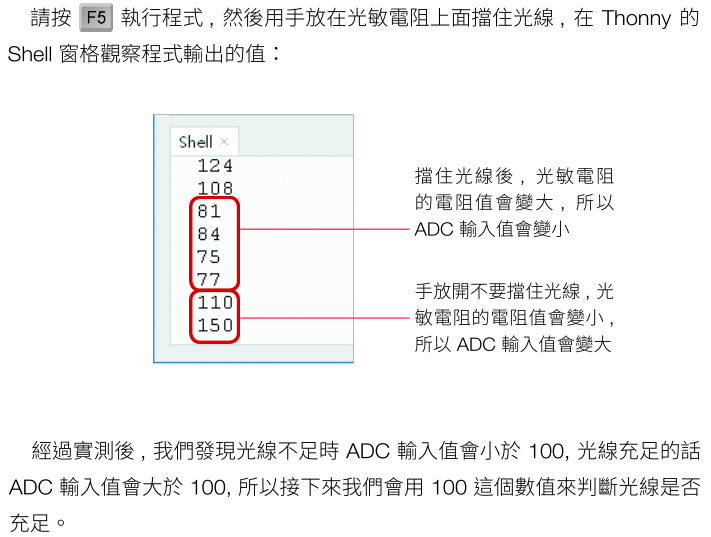 請按 F5 執行程式，然後用手放在光敏電阻上面擋住光線，在 Thonny 的
Shell 窗格觀察程式輸出的值：
Shell ×
124
108
81
84
75
77
110
150
擋住光線後，光敏電阻
的電阻值會變大，所以
ADC 輸入值會變小
手放開不要擋住光線，光
敏電阻的電阻值會變小，
所以 ADC 輸入值會變大
經過實測後，我們發現光線不足時 ADC 輸入值會小於 100, 光線充足的話
ADC 輸入值會大於 100, 所以接下來我們會用 100 這個數值來判斷光線是否
充足。